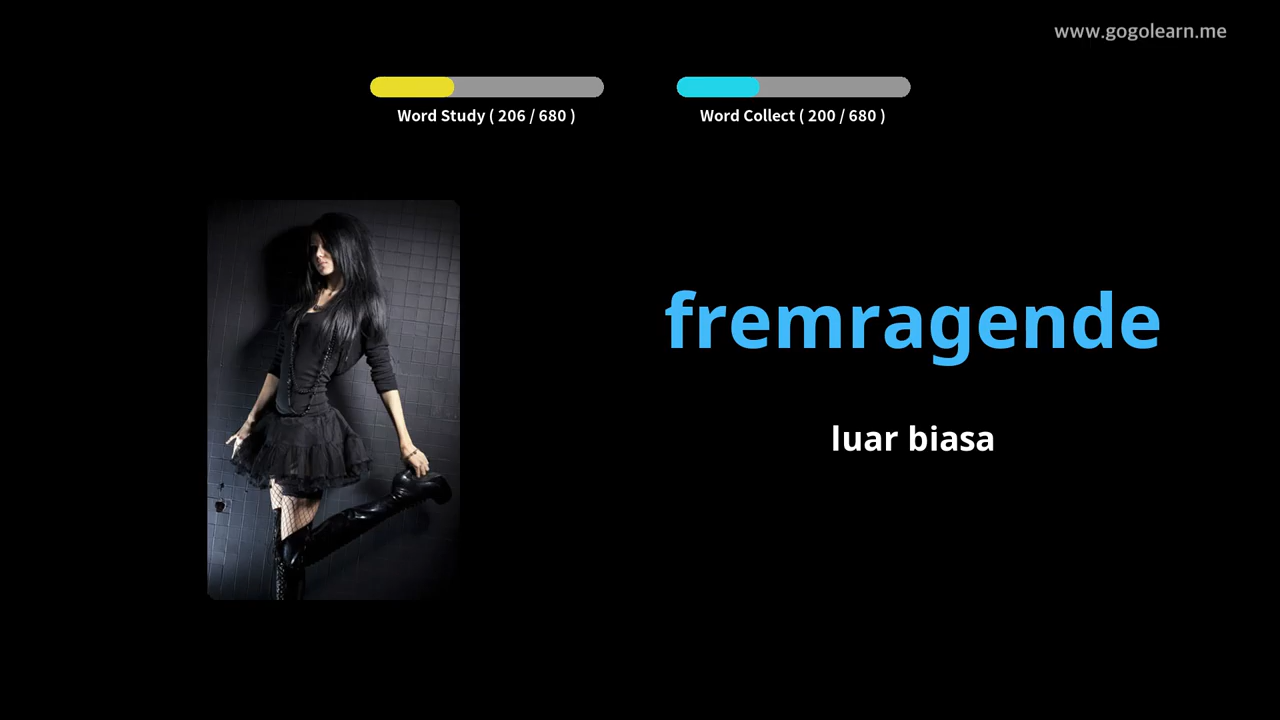 www.gogolearn.me
Word Study ( 206 / 680 )
Word Collect ( 200 / 680 )
fremragende
luar biasa